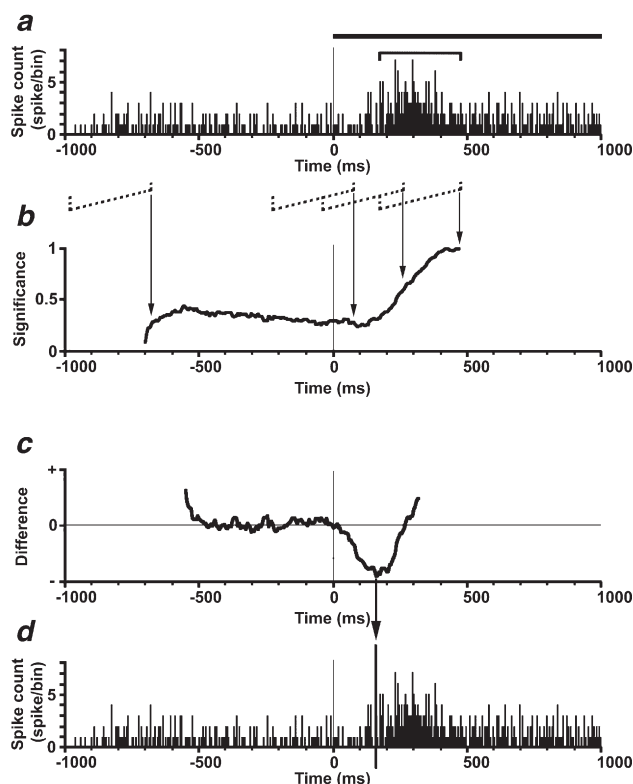 a
Spike count
(spike/bin)
5
0
-1000 -500 0 500 1000
Time (ms)
b
Significance
1
0.5
0
-1000 -500 0 500 1000
Time (ms)
c
Difference
+
0
-
-1000 -500 0 500 1000
Time (ms)
d
Spike count
(spike/bin)
5
0
-1000 -500 0 500 1000
Time (ms)